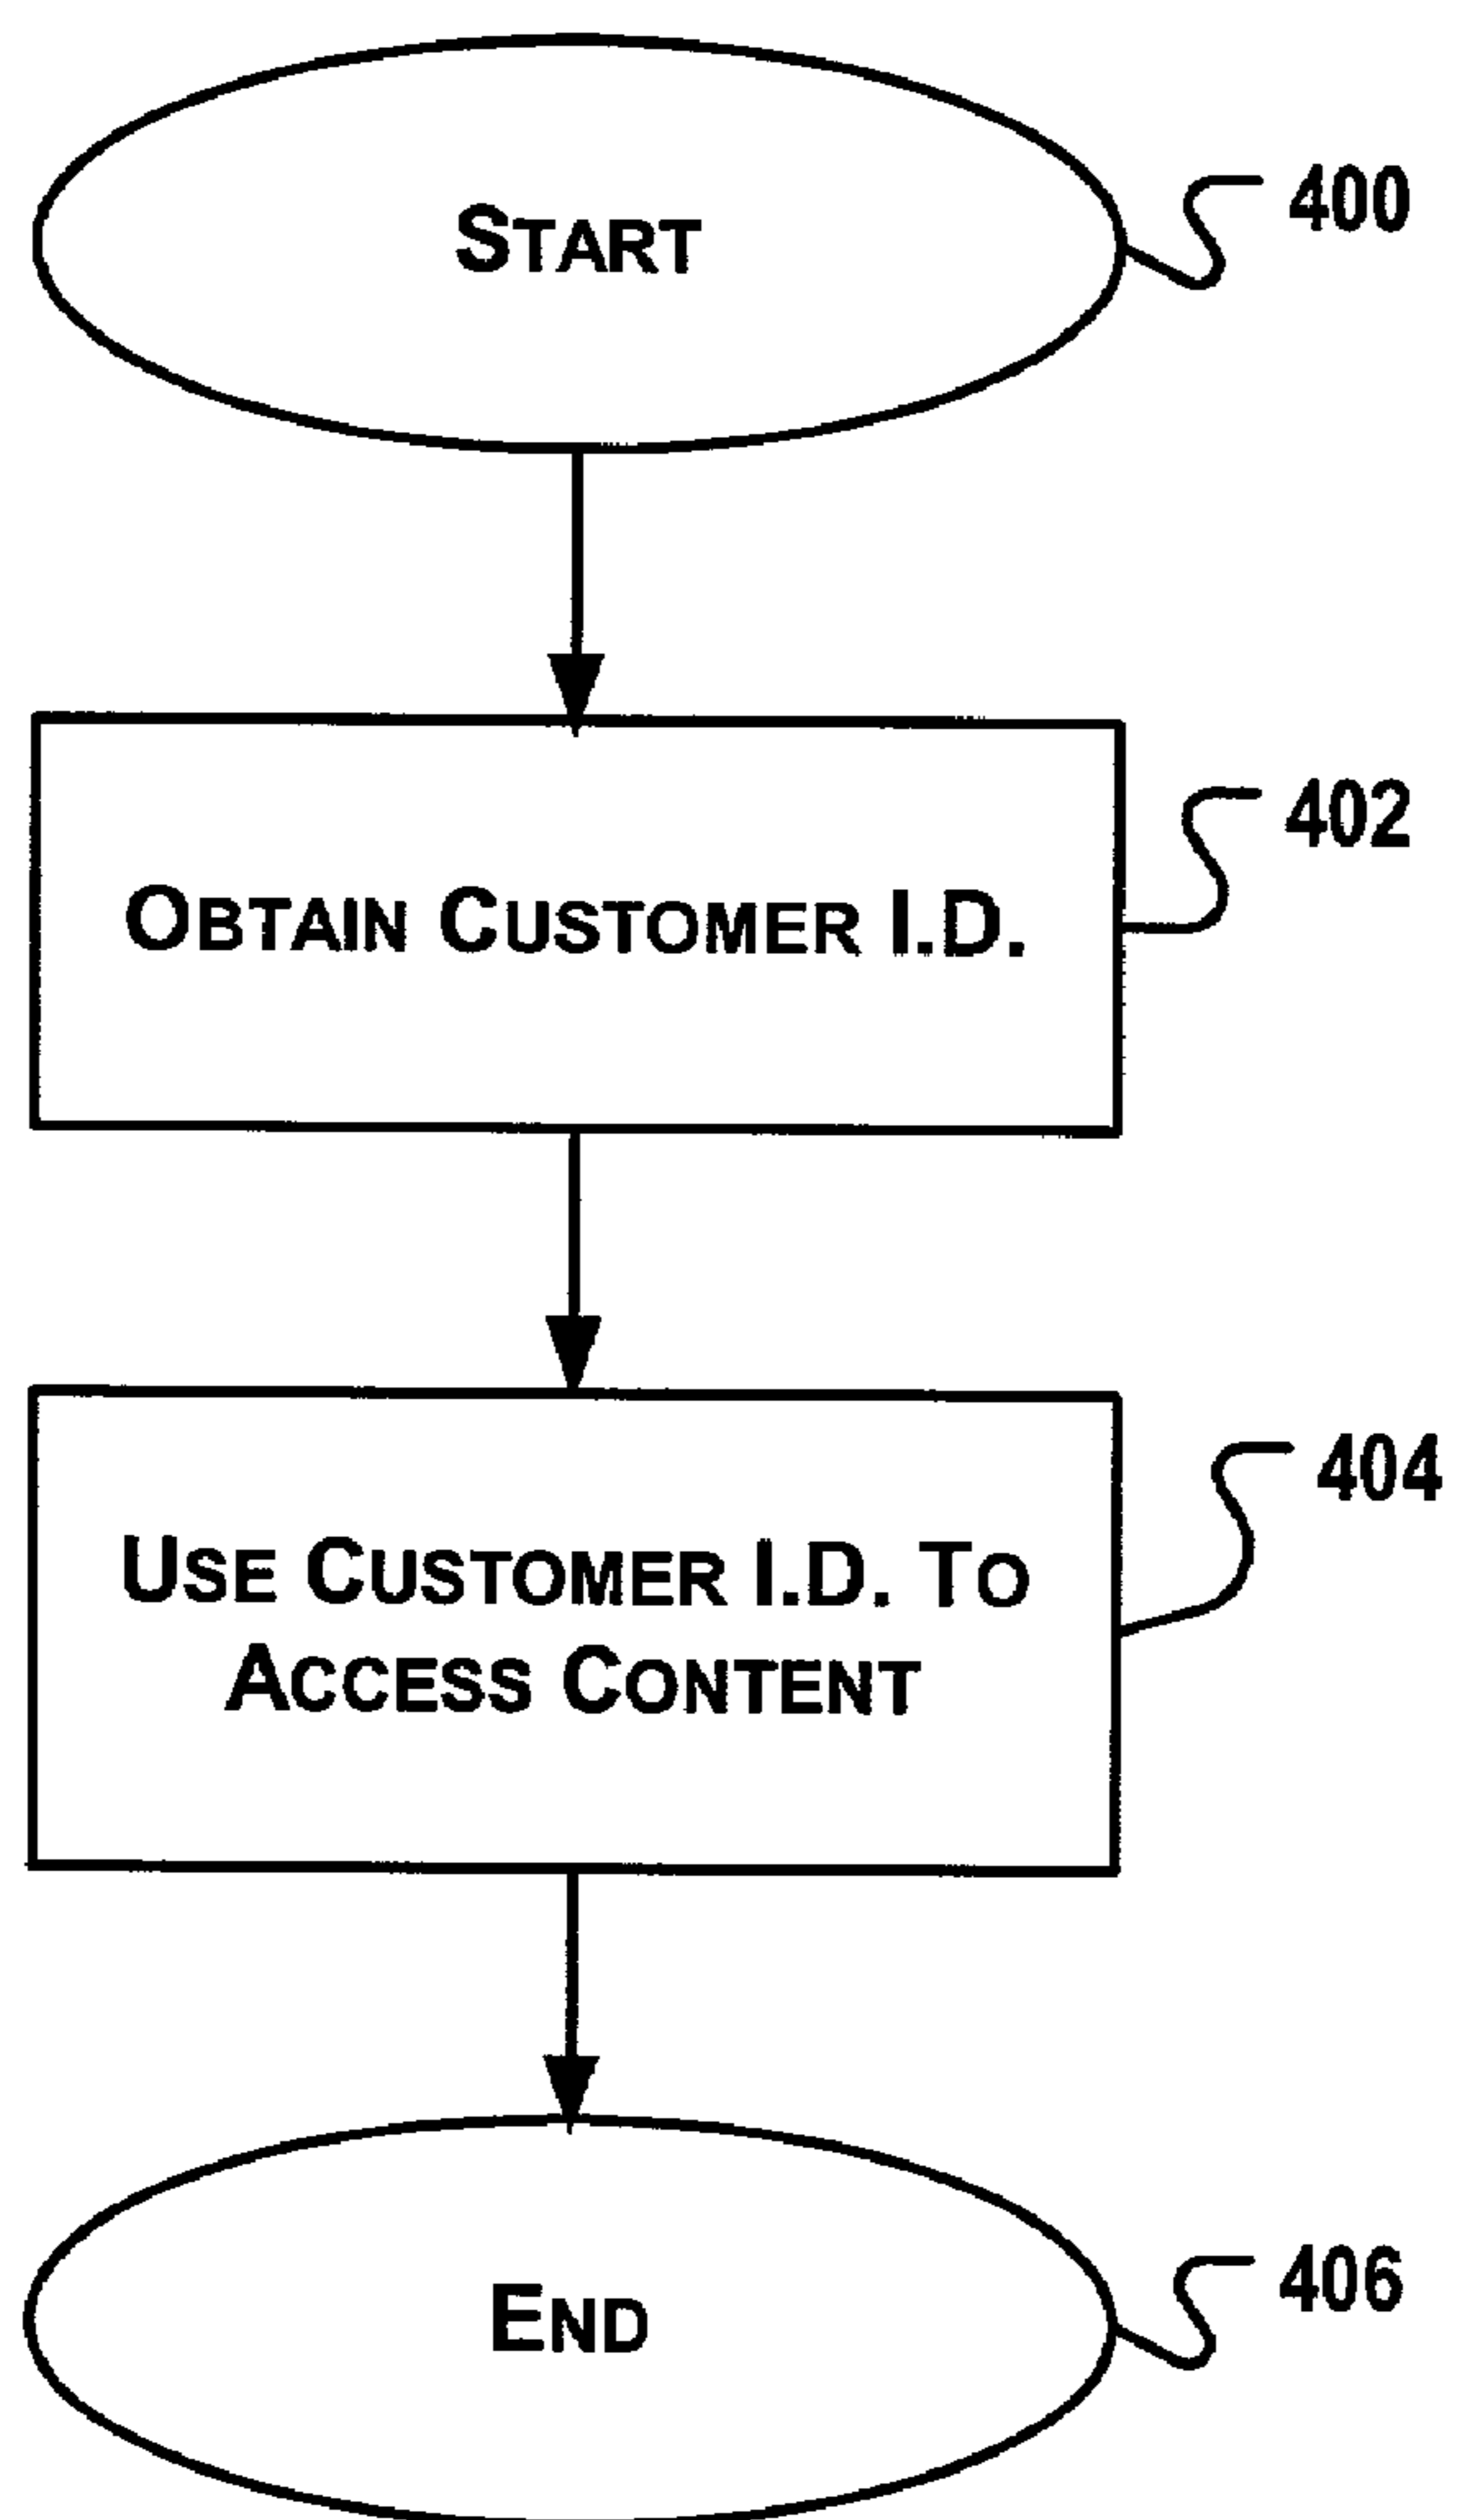 START
400
OBTAIN CUSTOMER I.D.
402
USE CUSTOMER I.D. TO
ACCESS CONTENT
404
END
406